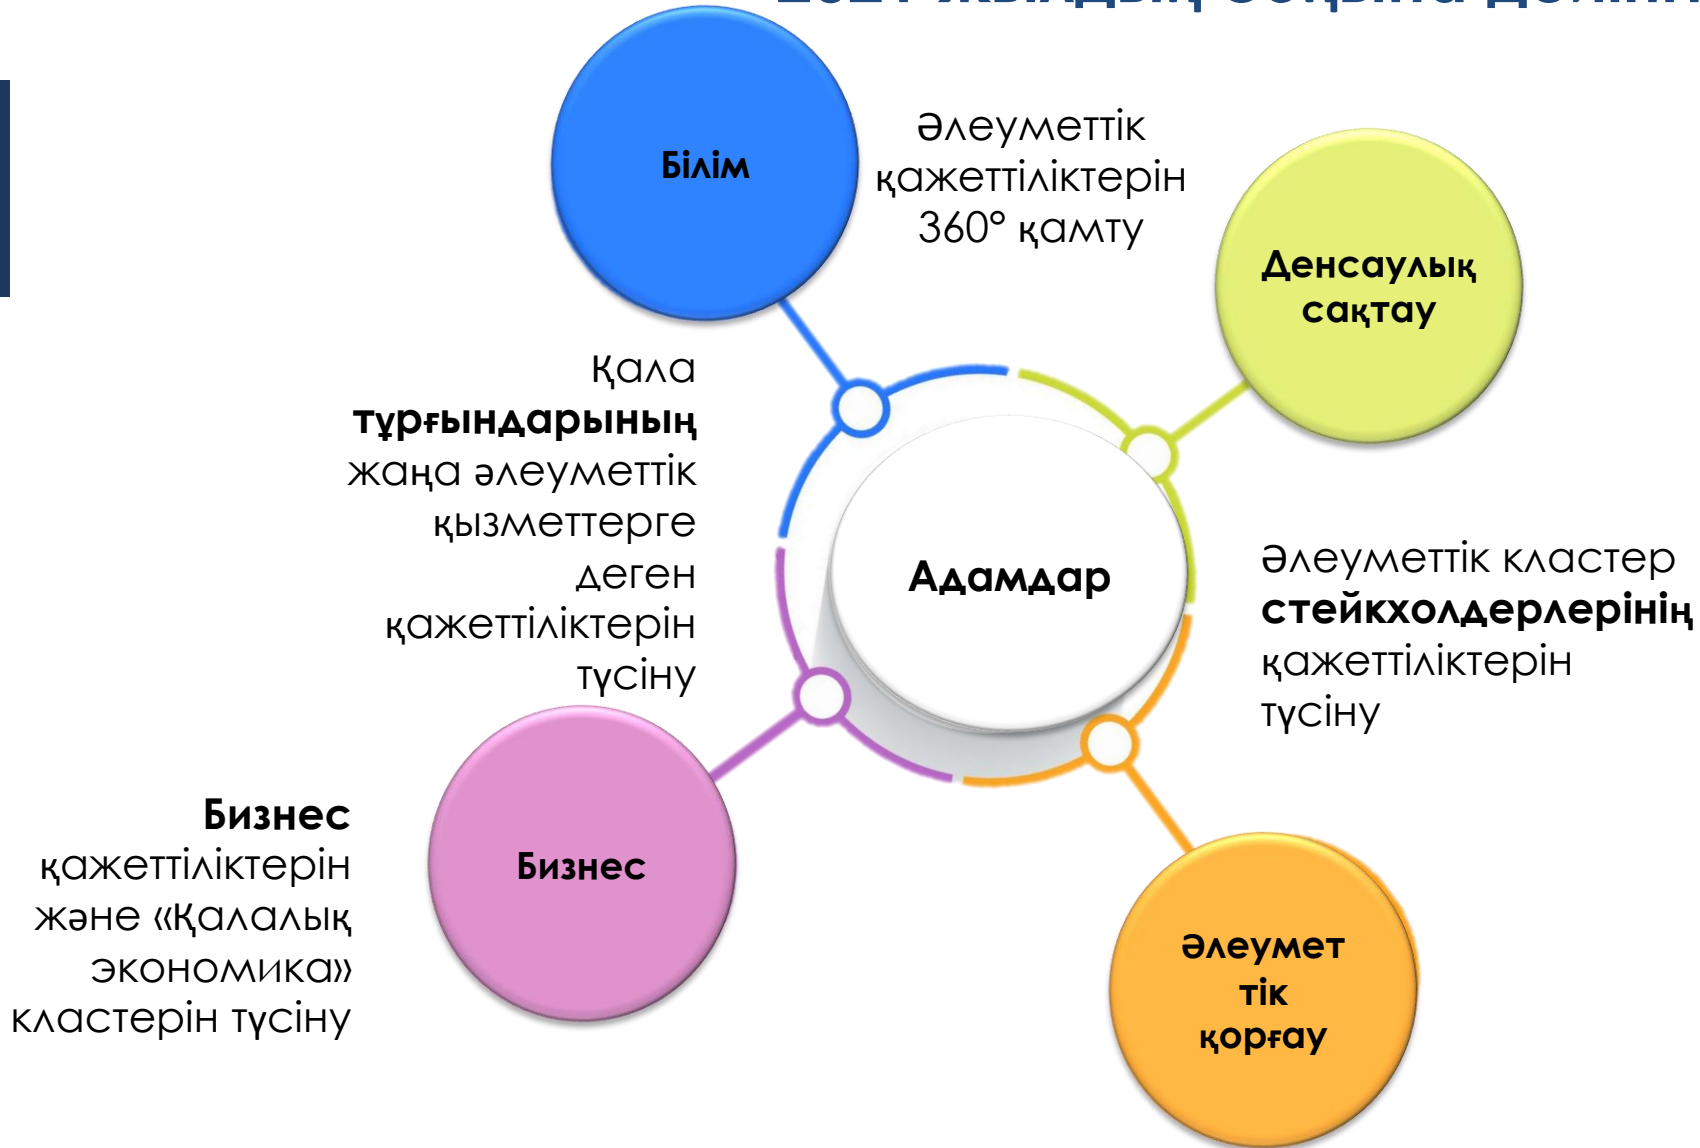 Білім
Әлеуметтік
қажеттіліктерін
360° қамту
Денсаулық
сақтау
Қала
тұрғындарының
жаңа әлеуметтік
қызметтерге
деген
қажеттіліктерін
түсіну
Адамдар
Әлеуметтік кластер
стейкхолдерлерінің
қажеттіліктерін
түсіну
Бизнес
қажеттіліктерін
және «Қалалық
экономика»
кластерін түсіну
Бизнес
Әлеумет
тік
қорғау